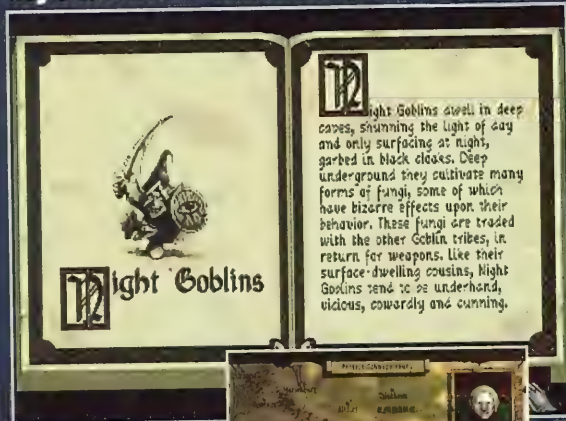 Night Goblins
Night Goblins dwell in deep
caves, shunning the light of day
and only surfacing at night,
garbed in black cloaks. Deep
underground they cultivate many
forms of fungi, some of which
have bizarre effects upon their
behavior. These fungi are traded
with the other Goblin tribes, in
return for weapons. Like their
surface-dwelling cousins, Night
Goblins tend to be underhand,
vicious, cowardly and cunning.